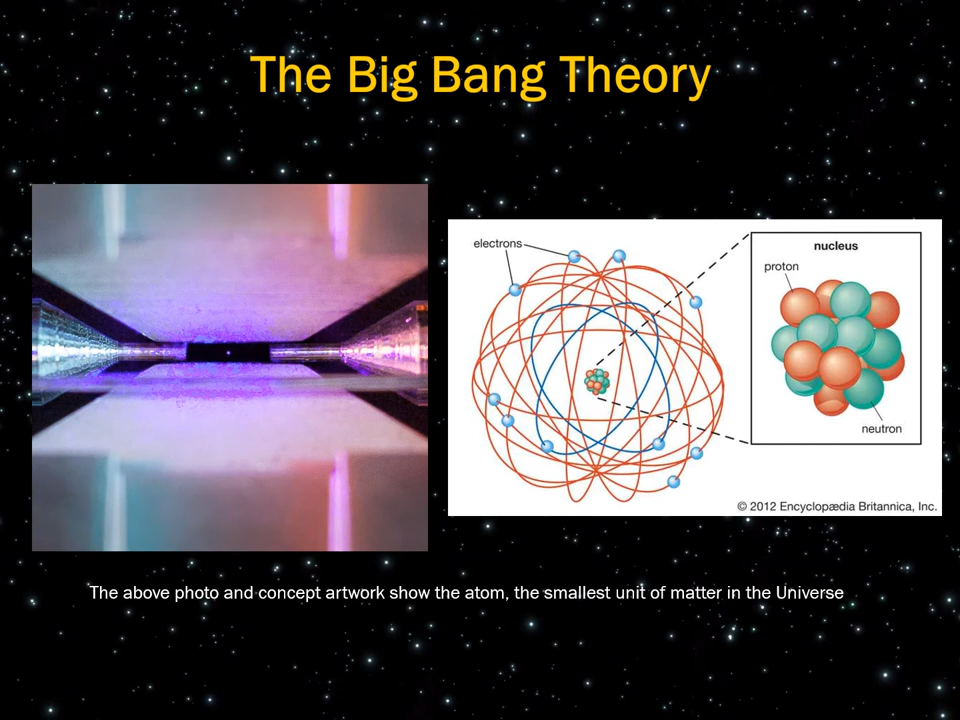 The Big Bang Theory
electrons
nucleus
proton
neutron
© 2012 Encyclopædia Britannica, Inc.
The above photo and concept artwork show the atom, the smallest unit of matter in the Universe